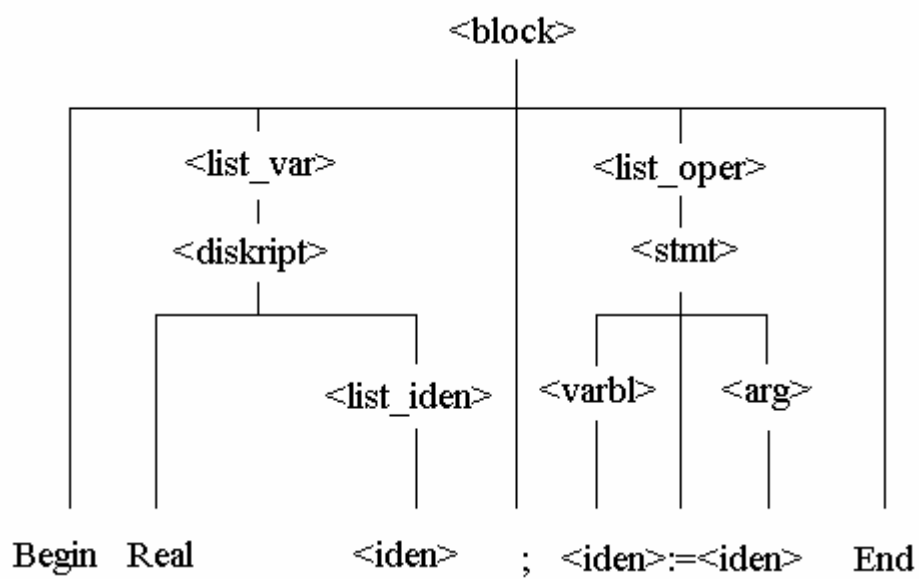 <block>
<list_var> <list_oper>
<diskript> <stmt>
<list_iden> <varbl> <arg>
Begin Real <iden> ; <iden>:=<iden> End